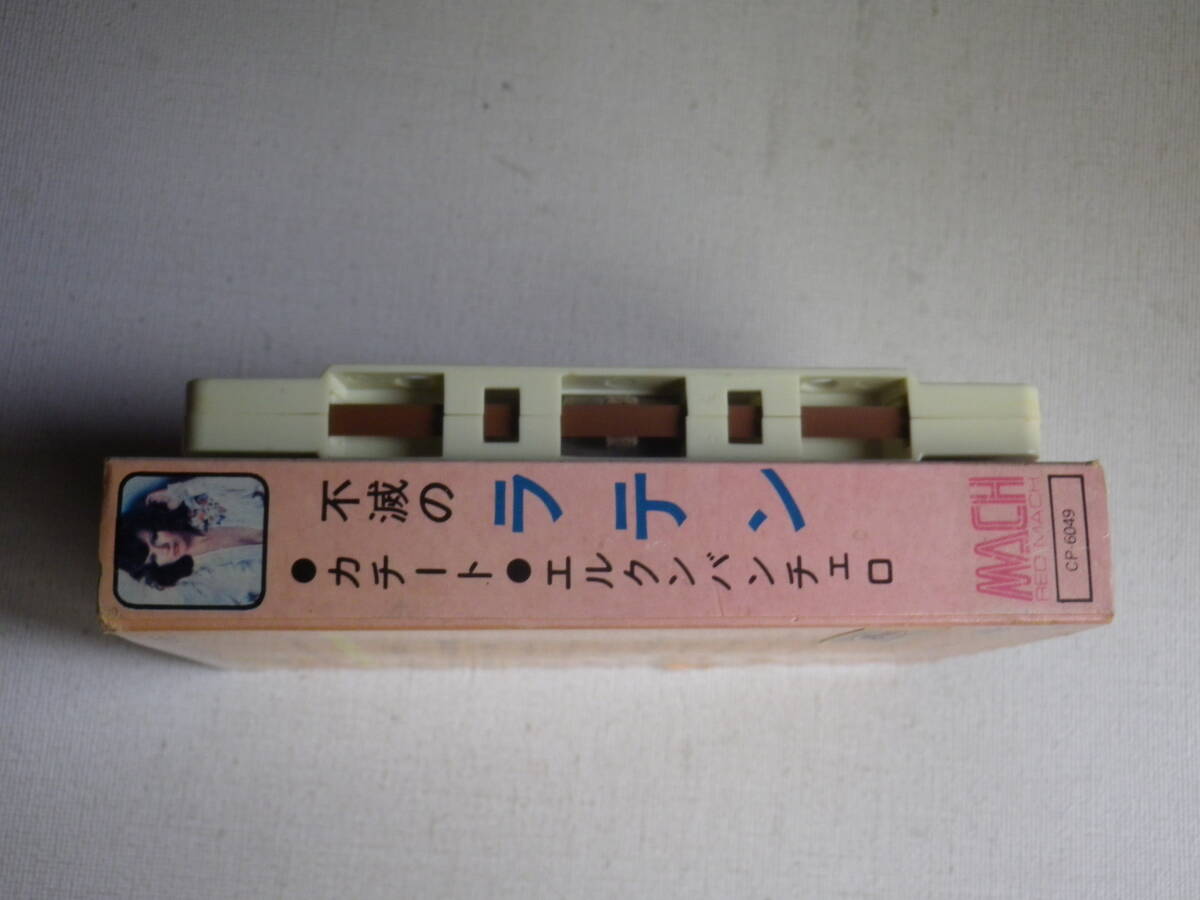 不滅の
ラテン
●カチート●エルクンバンチェロ
MACH
RED MACH
CP-6049